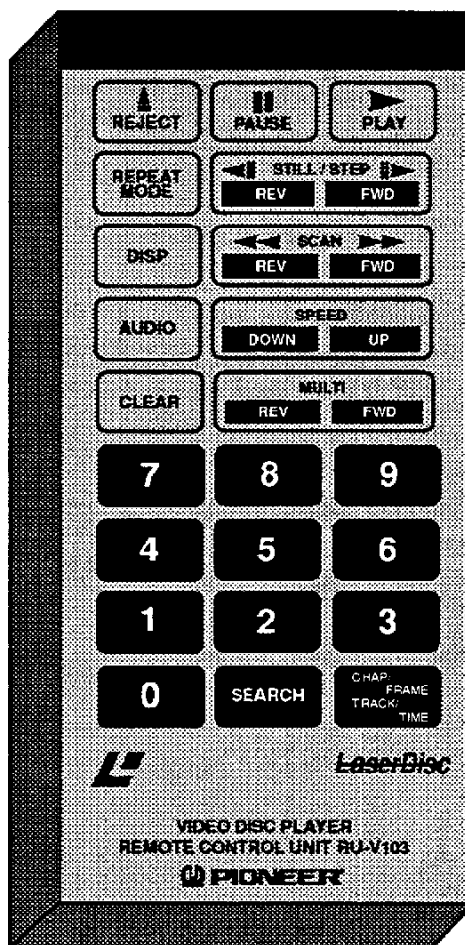 REJECT PAUSE PLAY
REPEAT MODE STILL / STEP
REV FWD
DISP SCAN
REV FWD
AUDIO SPEED
DOWN UP
CLEAR MULTI
REV FWD
7 8 9
4 5 6
1 2 3
0 SEARCH CHAP/
FRAME
TRACK/
TIME
LaserDisc
VIDEO DISC PLAYER
REMOTE CONTROL UNIT RU-V103
PIONEER